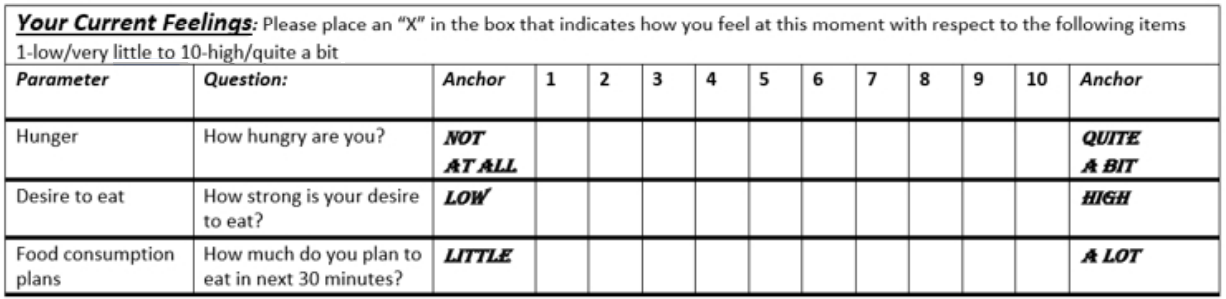 Your Current Feelings: Please place an “X” in the box that indicates how you feel at this moment with respect to the following items
1-low/very little to 10-high/quite a bit
Parameter Question: Anchor 1 2 3 4 5 6 7 8 9 10 Anchor
Hunger How hungry are you? NOT QUITE
AT ALL A BIT
Desire to eat How strong is your desire LOW HIGH
to eat?
Food consumption How much do you plan to LITTLE A LOT
plans eat in next 30 minutes?